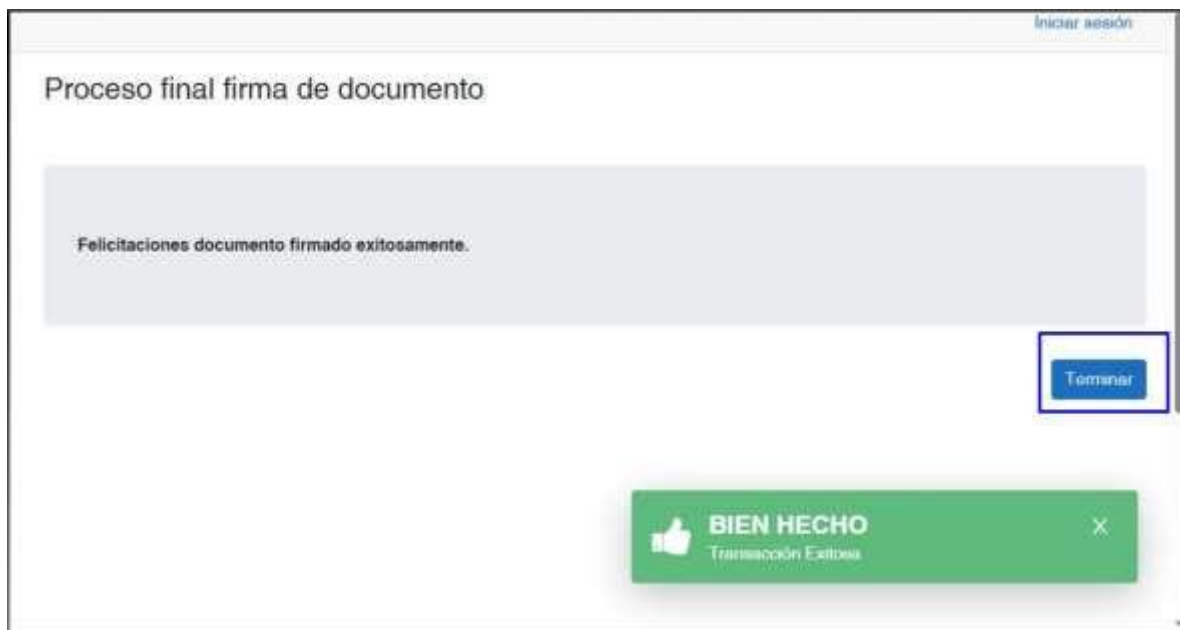 Iniciar sesión
Proceso final firma de documento
Felicitaciones documento firmado exitosamente.
Terminar
BIEN HECHO
X
Transacción Exitosa